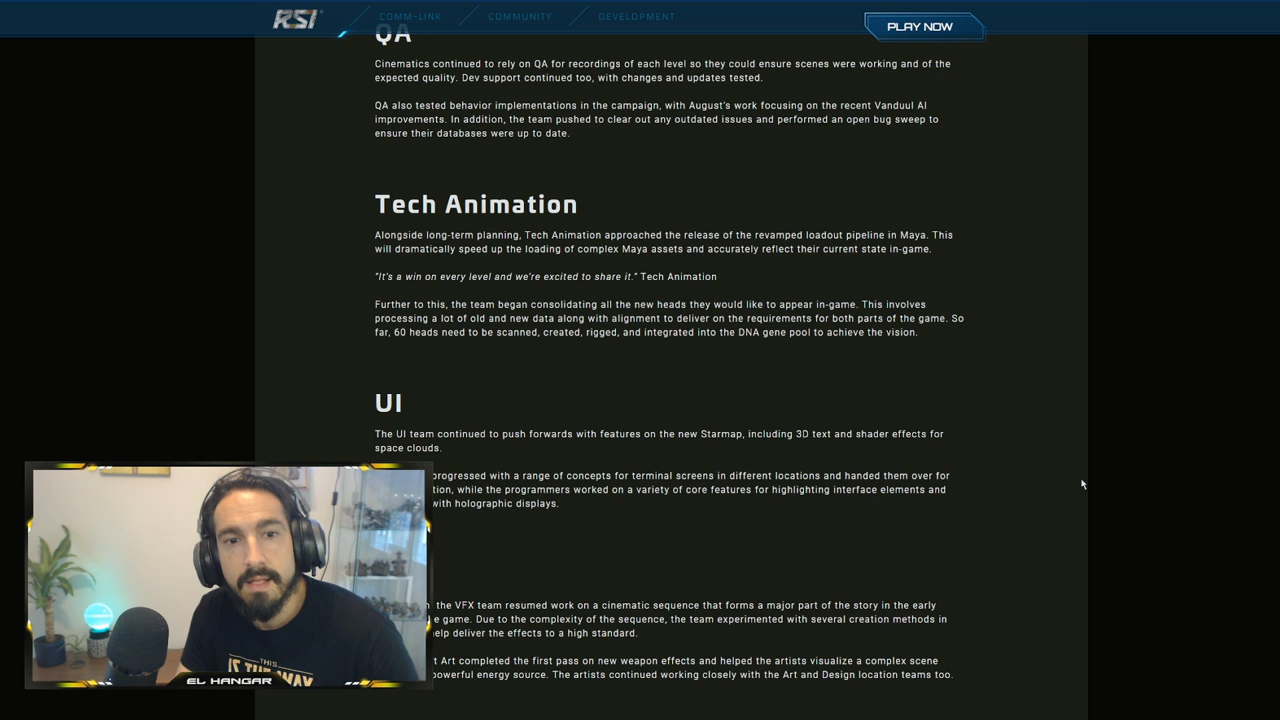 RSI
COMM-LINK
COMMUNITY
DEVELOPMENT
PLAY NOW
QA
Cinematics continued to rely on QA for recordings of each level so they could ensure scenes were working and of the
expected quality. Dev support continued too, with changes and updates tested.
QA also tested behavior implementations in the campaign, with August's work focusing on the recent Vanduul AI
improvements. In addition, the team pushed to clear out any outdated issues and performed an open bug sweep to
ensure their databases were up to date.
Tech Animation
Alongside long-term planning, Tech Animation approached the release of the revamped loadout pipeline in Maya. This
will dramatically speed up the loading of complex Maya assets and accurately reflect their current state in-game.
"It's a win on every level and we're excited to share it." Tech Animation
Further to this, the team began consolidating all the new heads they would like to appear in-game. This involves
processing a lot of old and new data along with alignment to deliver on the requirements for both parts of the game. So
far, 60 heads need to be scanned, created, rigged, and integrated into the DNA gene pool to achieve the vision.
UI
The UI team continued to push forwards with features on the new Starmap, including 3D text and shader effects for
space clouds.
progressed with a range of concepts for terminal screens in different locations and handed them over for
while the programmers worked on a variety of core features for highlighting interface elements and
with holographic displays.
the VFX team resumed work on a cinematic sequence that forms a major part of the story in the early
game. Due to the complexity of the sequence, the team experimented with several creation methods in
help deliver the effects to a high standard.
Art completed the first pass on new weapon effects and helped the artists visualize a complex scene
powerful energy source. The artists continued working closely with the Art and Design location teams too.
THIS
IS THE WAY
EL HANGAR